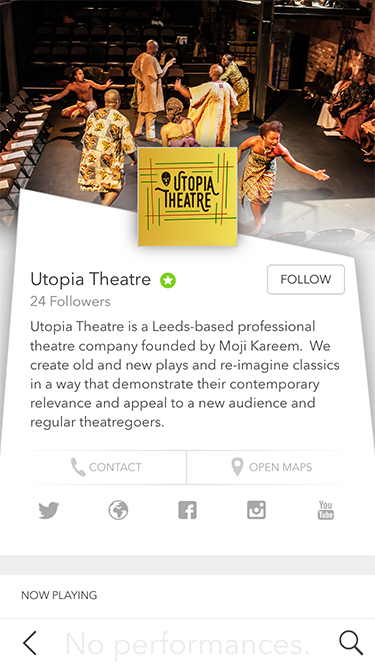 UTOPIA
THEATRE
Utopia Theatre
FOLLOW
24 Followers
Utopia Theatre is a Leeds-based professional
theatre company founded by Moji Kareem.  We
create old and new plays and re-imagine classics
in a way that demonstrate their contemporary
relevance and appeal to a new audience and
regular theatregoers.
CONTACT
OPEN MAPS
You
Tube
NOW PLAYING
No performances.